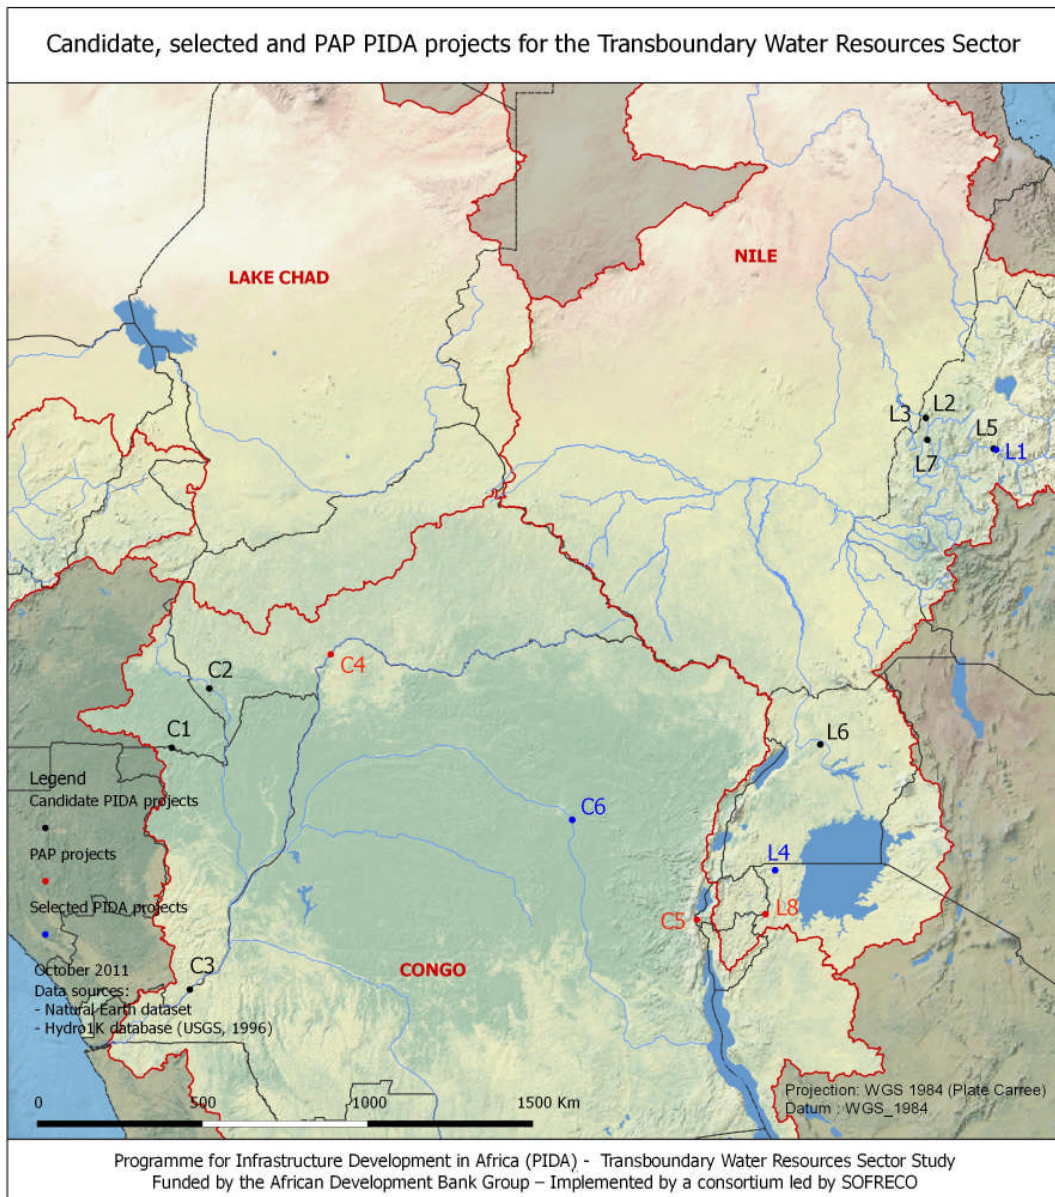 Candidate, selected and PAP PIDA projects for the Transboundary Water Resources Sector
LAKE CHAD
NILE
L3
L2
L7
L5
L1
C4
C2
C1
L6
C6
L4
L8
C5
C3
CONGO
Legend
Candidate PIDA projects
PAP projects
Selected PIDA projects
October 2011
Data sources:
- Natural Earth dataset
- Hydro1K database (USGS, 1996)
0 500 1000 1500 Km
Projection: WGS 1984 (Plate Carree)
Datum : WGS_1984
Programme for Infrastructure Development in Africa (PIDA) - Transboundary Water Resources Sector Study
Funded by the African Development Bank Group – Implemented by a consortium led by SOFRECO